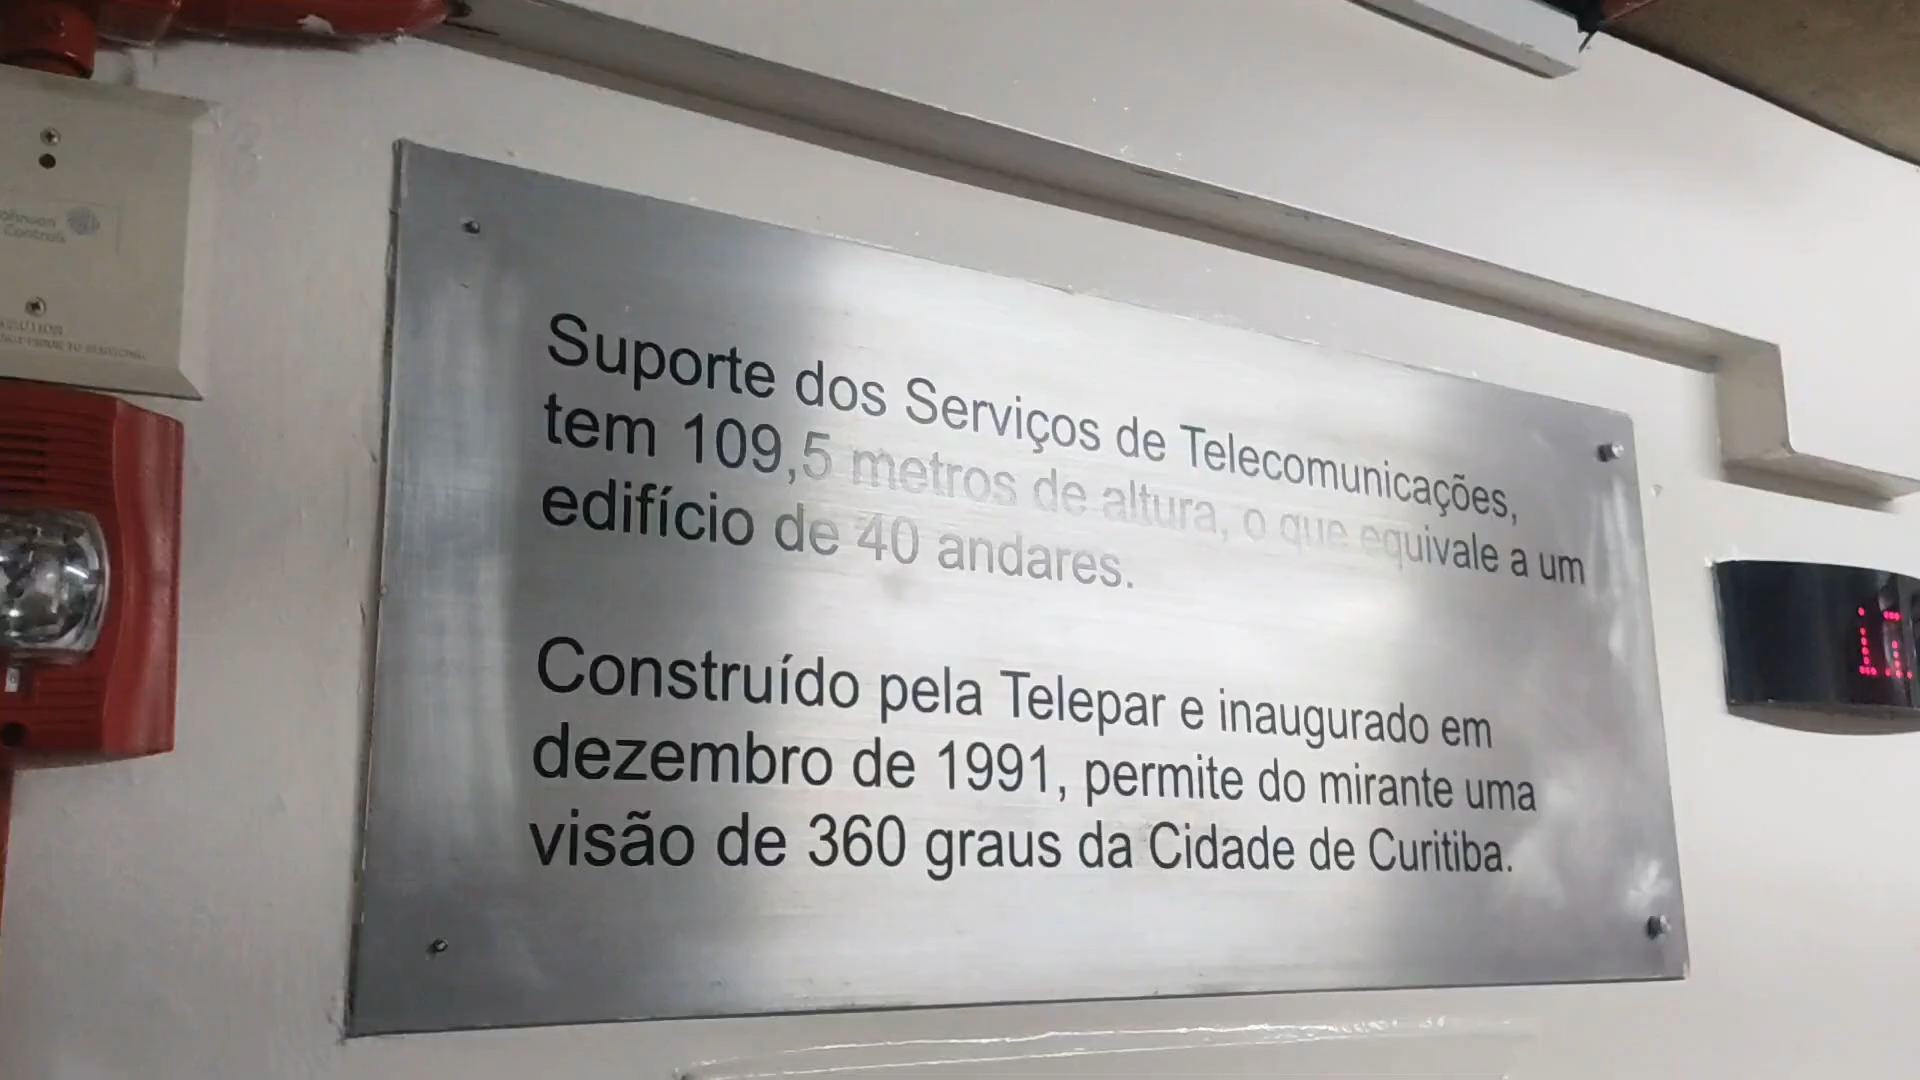 Johnson
Controls
Suporte dos Serviços de Telecomunicações,
tem 109,5 metros de altura, o que equivale a um
edifício de 40 andares.
Construído pela Telepar e inaugurado em
dezembro de 1991, permite do mirante uma
visão de 360 graus da Cidade de Curitiba.